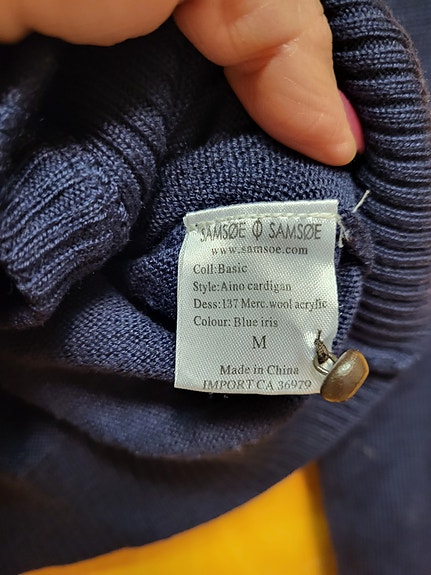 SAMSØE Φ SAMSØE
www.samsoe.com
Coll:Basic
Style:Aino cardigan
Dess:137 Merc.wool acrylic
Colour: Blue iris
M
Made in China
IMPORT CA 36979